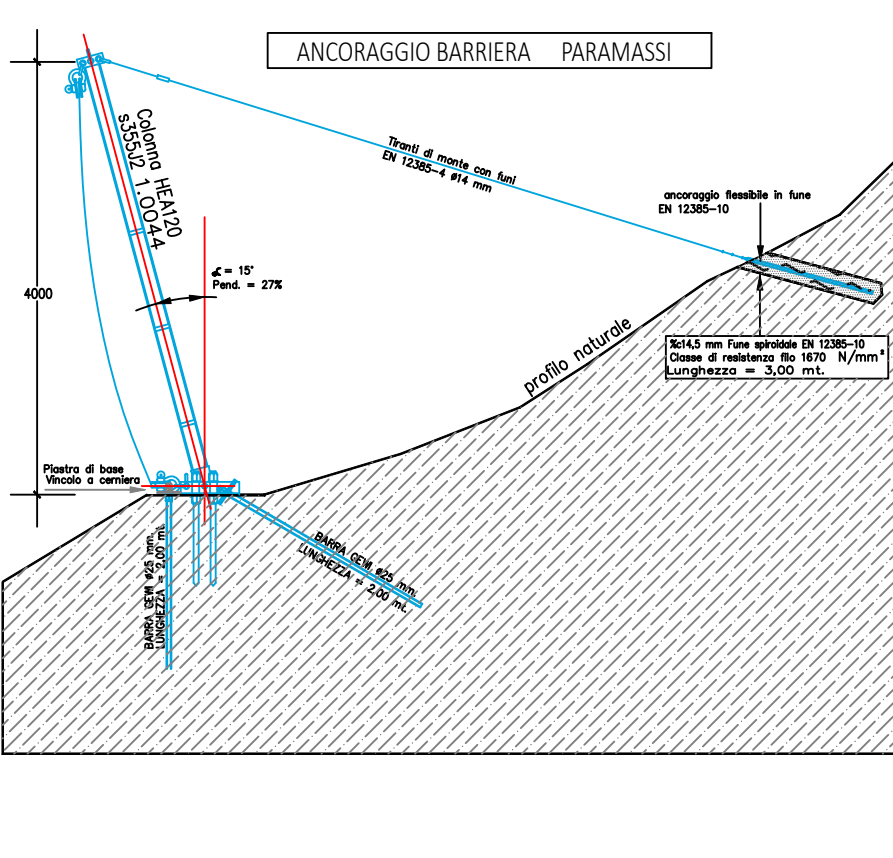 ANCORAGGIO BARRIERA PARAMASSI
Colonna HEA120
s355J2 1.0044
Tiranti di monte con funi
EN 12385-4 ø14 mm
ancoraggio flessibile in fune
EN 12385-10
= 15°
Pend. = 27%
4000
%c14,5 mm Fune spiroidale EN 12385-10
Classe di resistenza filo 1670 N/mm²
Lunghezza = 3,00 mt.
profilo naturale
Piastra di base
Vincolo a cerniera
BARRA GEWI ø25 mm.
LUNGHEZZA = 2,00 mt.
BARRA GEWI ø25 mm.
LUNGHEZZA = 2,00 mt.